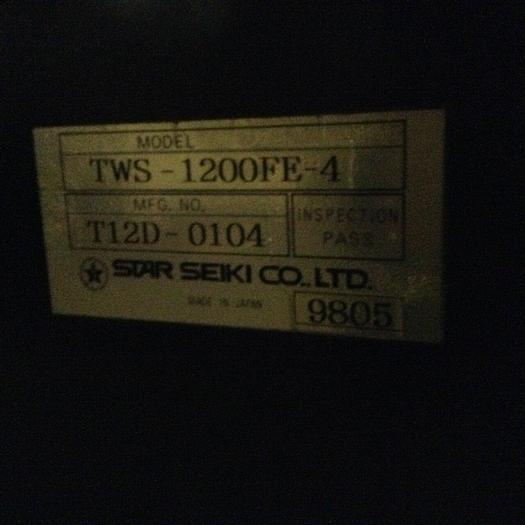 MODEL
TWS-1200FE-4
MFG. NO.
T12D-0104
INSPECTION
PASS
STAR SEIKI CO., LTD.
MADE IN JAPAN
9805